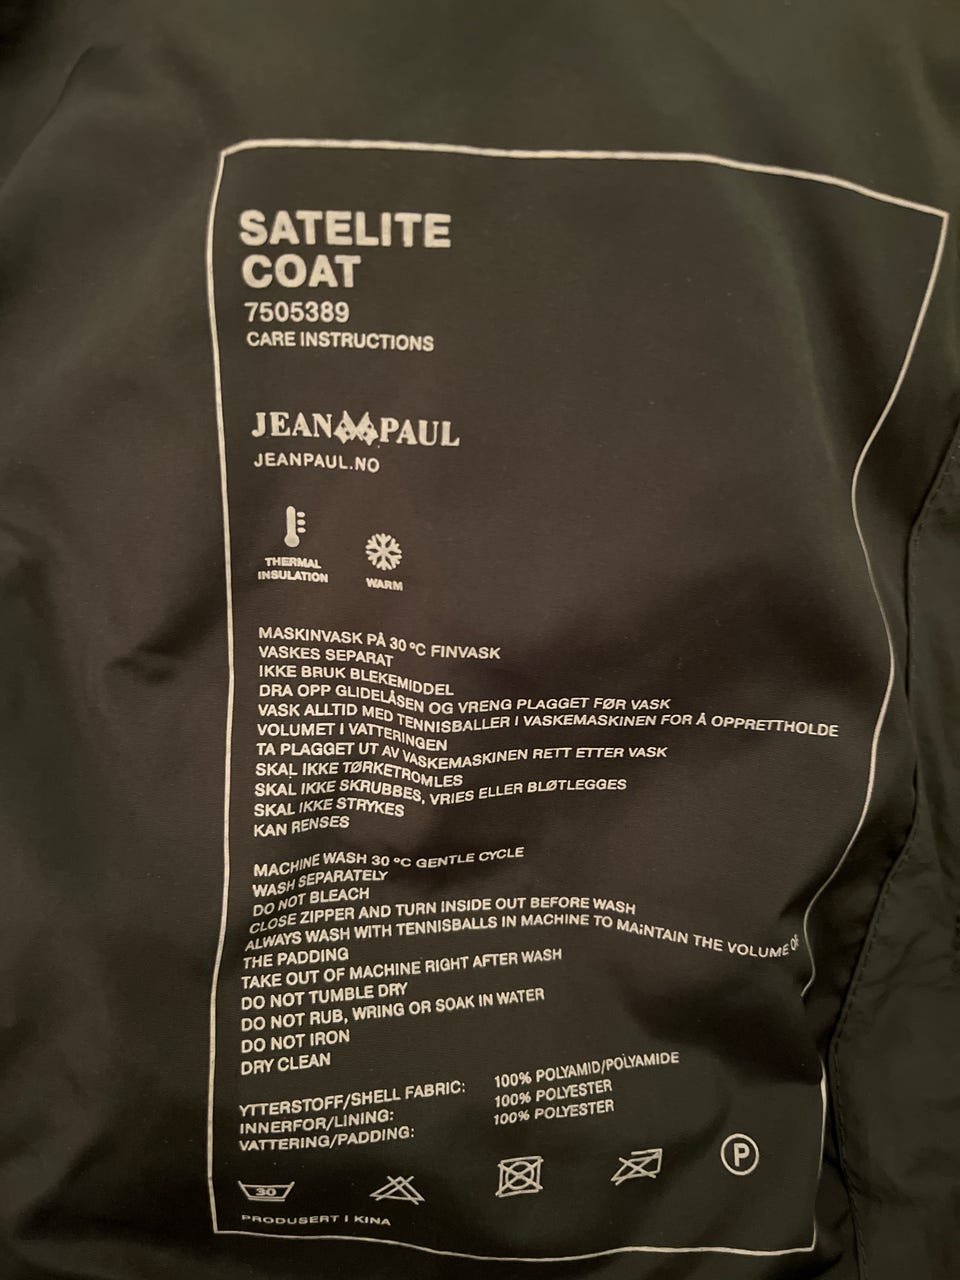 SATELITE
COAT
7505389
CARE INSTRUCTIONS
JEAN PAUL
JEANPAUL.NO
THERMAL
INSULATION
WARM
MASKINVASK PÅ 30 °C FINVASK
VASKES SEPARAT
IKKE BRUK BLEKEMIDDEL
DRA OPP GLIDELÅSEN OG VRENG PLAGGET FØR VASK
VASK ALLTID MED TENNISBALLER I VASKEMASKINEN FOR Å OPPRETTHOLDE
VOLUMET I VATTERINGEN
TA PLAGGET UT AV VASKEMASKINEN RETT ETTER VASK
SKAL IKKE TØRKETROMLES
SKAL IKKE SKRUBBES, VRIES ELLER BLØTLEGGES
SKAL IKKE STRYKES
KAN RENSES
MACHINE WASH 30 °C GENTLE CYCLE
WASH SEPARATELY
DO NOT BLEACH
CLOSE ZIPPER AND TURN INSIDE OUT BEFORE WASH
ALWAYS WASH WITH TENNISBALLS IN MACHINE TO MAINTAIN THE VOLUME OF
THE PADDING
TAKE OUT OF MACHINE RIGHT AFTER WASH
DO NOT TUMBLE DRY
DO NOT RUB, WRING OR SOAK IN WATER
DO NOT IRON
DRY CLEAN
YTTERSTOFF/SHELL FABRIC: 100% POLYAMID/POLYAMIDE
INNERFOR/LINING: 100% POLYESTER
VATTERING/PADDING: 100% POLYESTER
30
P
PRODUSERT I KINA